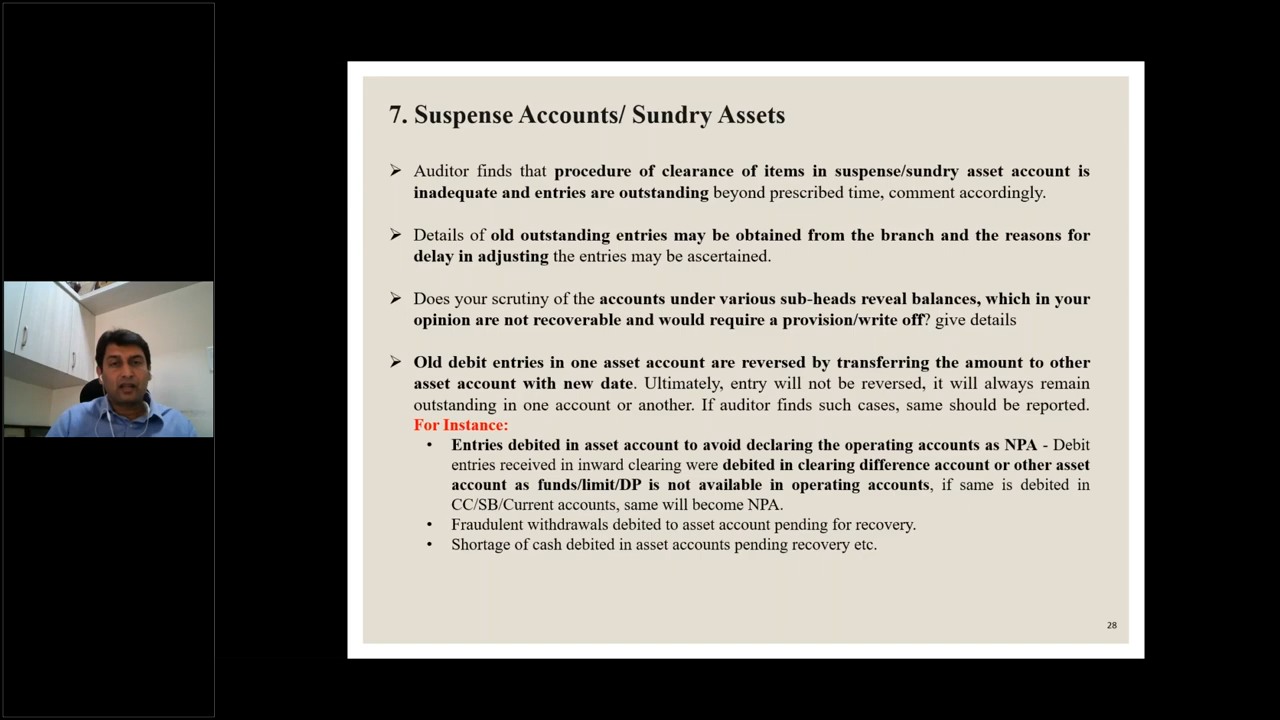 7. Suspense Accounts/ Sundry Assets
➢ Auditor finds that procedure of clearance of items in suspense/sundry asset account is
inadequate and entries are outstanding beyond prescribed time, comment accordingly.
➢ Details of old outstanding entries may be obtained from the branch and the reasons for
delay in adjusting the entries may be ascertained.
➢ Does your scrutiny of the accounts under various sub-heads reveal balances, which in your
opinion are not recoverable and would require a provision/write off? give details
➢ Old debit entries in one asset account are reversed by transferring the amount to other
asset account with new date. Ultimately, entry will not be reversed, it will always remain
outstanding in one account or another. If auditor finds such cases, same should be reported.
For Instance:
• Entries debited in asset account to avoid declaring the operating accounts as NPA - Debit
entries received in inward clearing were debited in clearing difference account or other asset
account as funds/limit/DP is not available in operating accounts, if same is debited in
CC/SB/Current accounts, same will become NPA.
• Fraudulent withdrawals debited to asset account pending for recovery.
• Shortage of cash debited in asset accounts pending recovery etc.
28